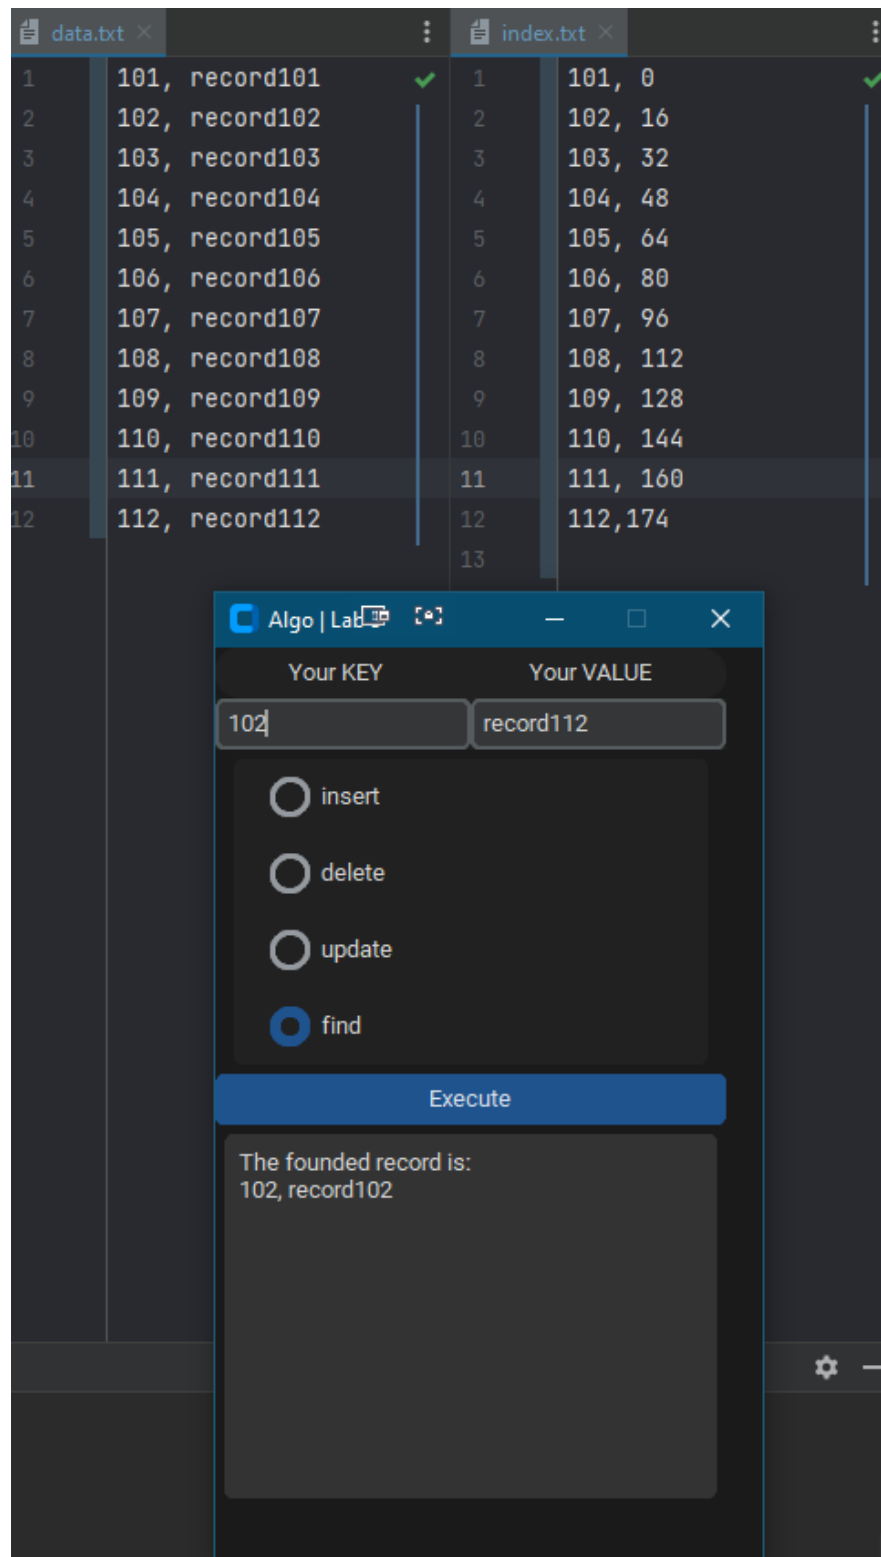 data.txt
1 101, record101
2 102, record102
3 103, record103
4 104, record104
5 105, record105
6 106, record106
7 107, record107
8 108, record108
9 109, record109
10 110, record110
11 111, record111
12 112, record112
index.txt
1 101, 0
2 102, 16
3 103, 32
4 104, 48
5 105, 64
6 106, 80
7 107, 96
8 108, 112
9 109, 128
10 110, 144
11 111, 160
12 112,174
13
Algo | Lab
Your KEY Your VALUE
102 record112
insert
delete
update
find
Execute
The founded record is:
102, record102